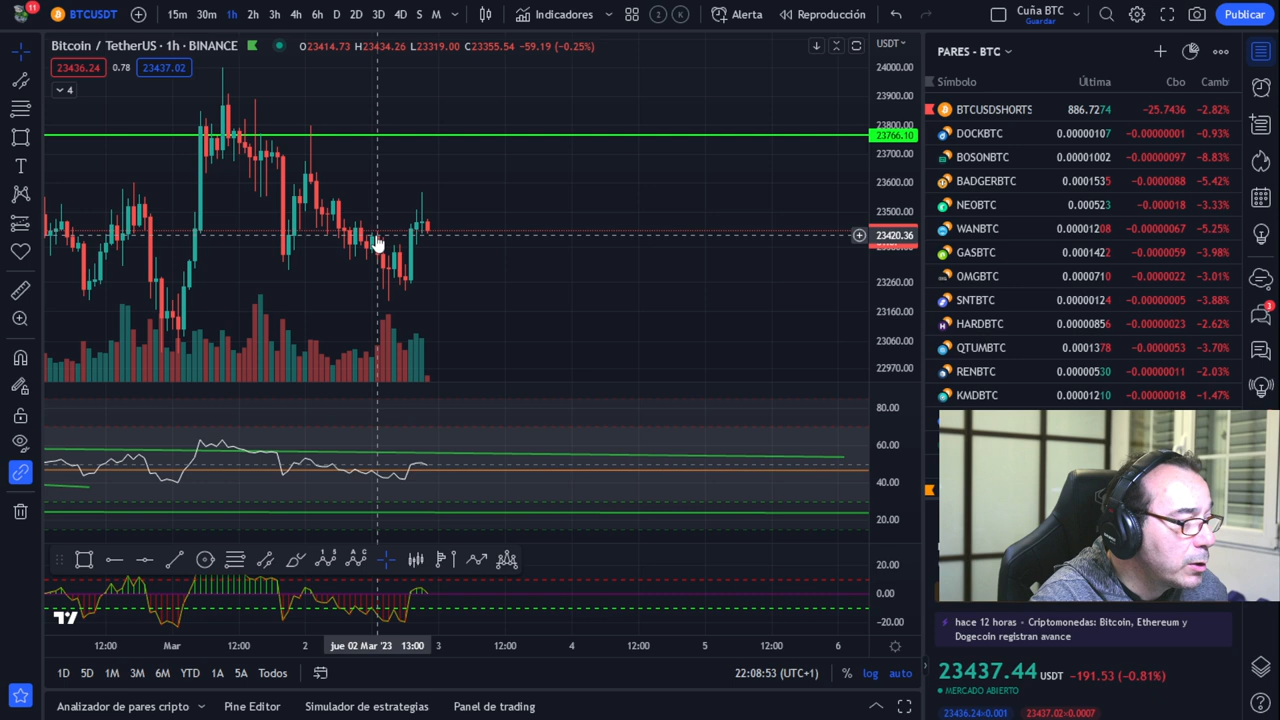 11
BTCUSDT
15m 30m 1h 2h 3h 4h 6h D 2D 3D 4D S M
Indicadores
2 K
Alerta
Reproducción
Cuña BTC
Guardar
Publicar
Bitcoin / TetherUS · 1h · BINANCE
O23414.73 H23434.26 L23319.00 C23355.54 −59.19 (−0.25%)
23436.24 0.78 23437.02
4
USDT
24000.00
23900.00
23800.00
23766.10
23700.00
23600.00
23500.00
23420.36
23260.00
23160.00
23060.00
22970.00
80.00
60.00
40.00
20.00
20.00
0.00
−20.00
12:00 Mar 12:00 2 jue 02 Mar '23 13:00 3 12:00 4 12:00 5 12:00 6
1D 5D 1M 3M 6M YTD 1A 5A Todos
22:08:53 (UTC+1) % log auto
Analizador de pares cripto Pine Editor Simulador de estrategias Panel de trading
PARES - BTC
Símbolo Última Cbo Camb
BTCUSDSHORTS 886.7274 −25.7436 −2.82%
DOCKBTC 0.00000107 −0.00000001 −0.93%
BOSONBTC 0.00001002 −0.00000097 −8.83%
BADGERBTC 0.0001535 −0.0000088 −5.42%
NEOBTC 0.000523 −0.000018 −3.33%
WANBTC 0.00001208 −0.00000067 −5.25%
GASBTC 0.0001422 −0.0000059 −3.98%
OMGBTC 0.0000710 −0.0000022 −3.01%
SNTBTC 0.00000124 −0.00000005 −3.88%
HARDBTC 0.00000856 −0.00000023 −2.62%
QTUMBTC 0.0001378 −0.0000053 −3.70%
RENBTC 0.00000530 −0.00000011 −2.03%
KMDBTC 0.00001210 −0.00000018 −1.47%
3
hace 12 horas · Criptomonedas: Bitcoin, Ethereum y
Dogecoin registran avance
23437.44 USDT −191.53 (−0.81%)
MERCADO ABIERTO
23436.24×0.001 23437.02×0.0007